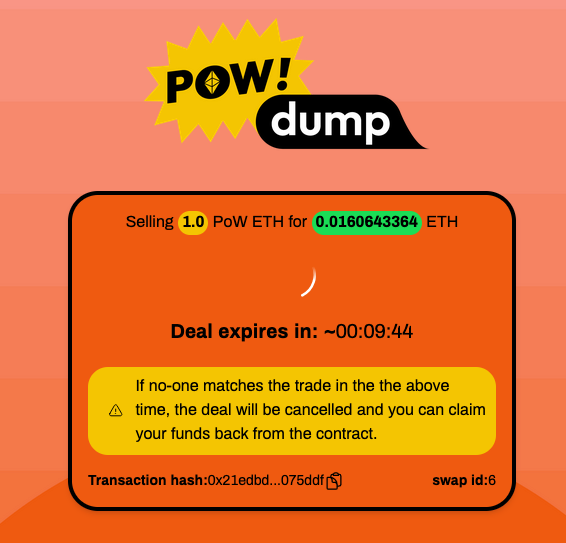 POW!
dump
Selling 1.0 PoW ETH for 0.0160643364 ETH
Deal expires in: ~00:09:44
If no-one matches the trade in the the above
time, the deal will be cancelled and you can claim
your funds back from the contract.
Transaction hash:0x21edbd...075ddf swap id:6